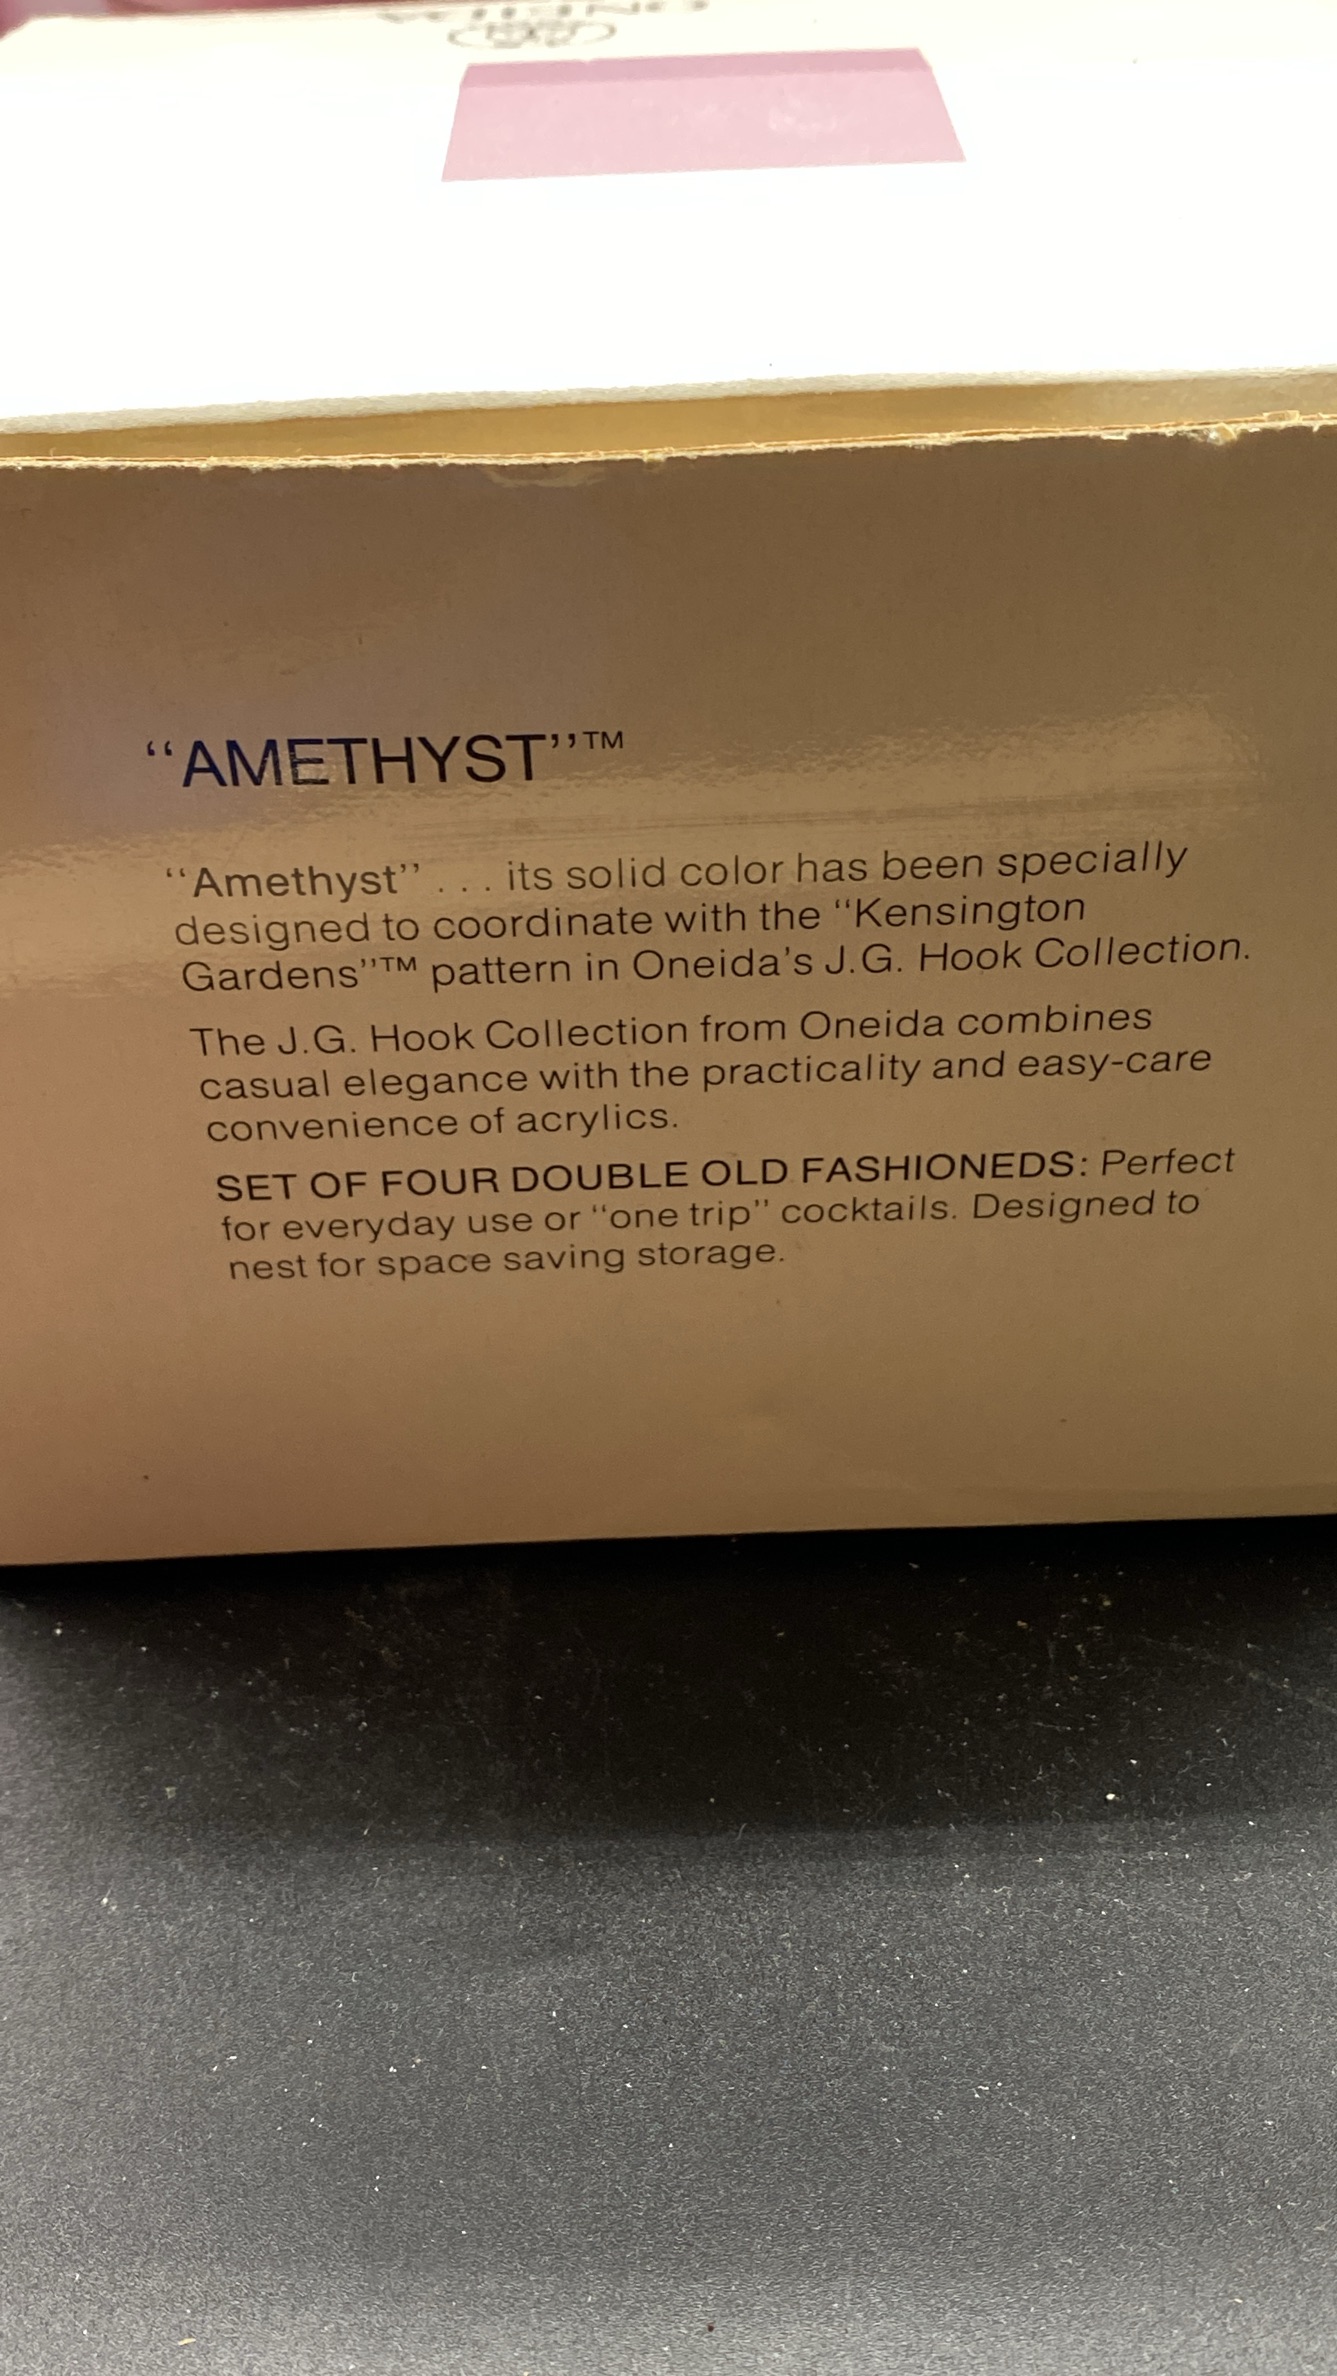 ONEIDA
"AMETHYST"™
"Amethyst" . . . its solid color has been specially
designed to coordinate with the "Kensington
Gardens"™ pattern in Oneida's J.G. Hook Collection.
The J.G. Hook Collection from Oneida combines
casual elegance with the practicality and easy-care
convenience of acrylics.
SET OF FOUR DOUBLE OLD FASHIONEDS: Perfect
for everyday use or "one trip" cocktails. Designed to
nest for space saving storage.